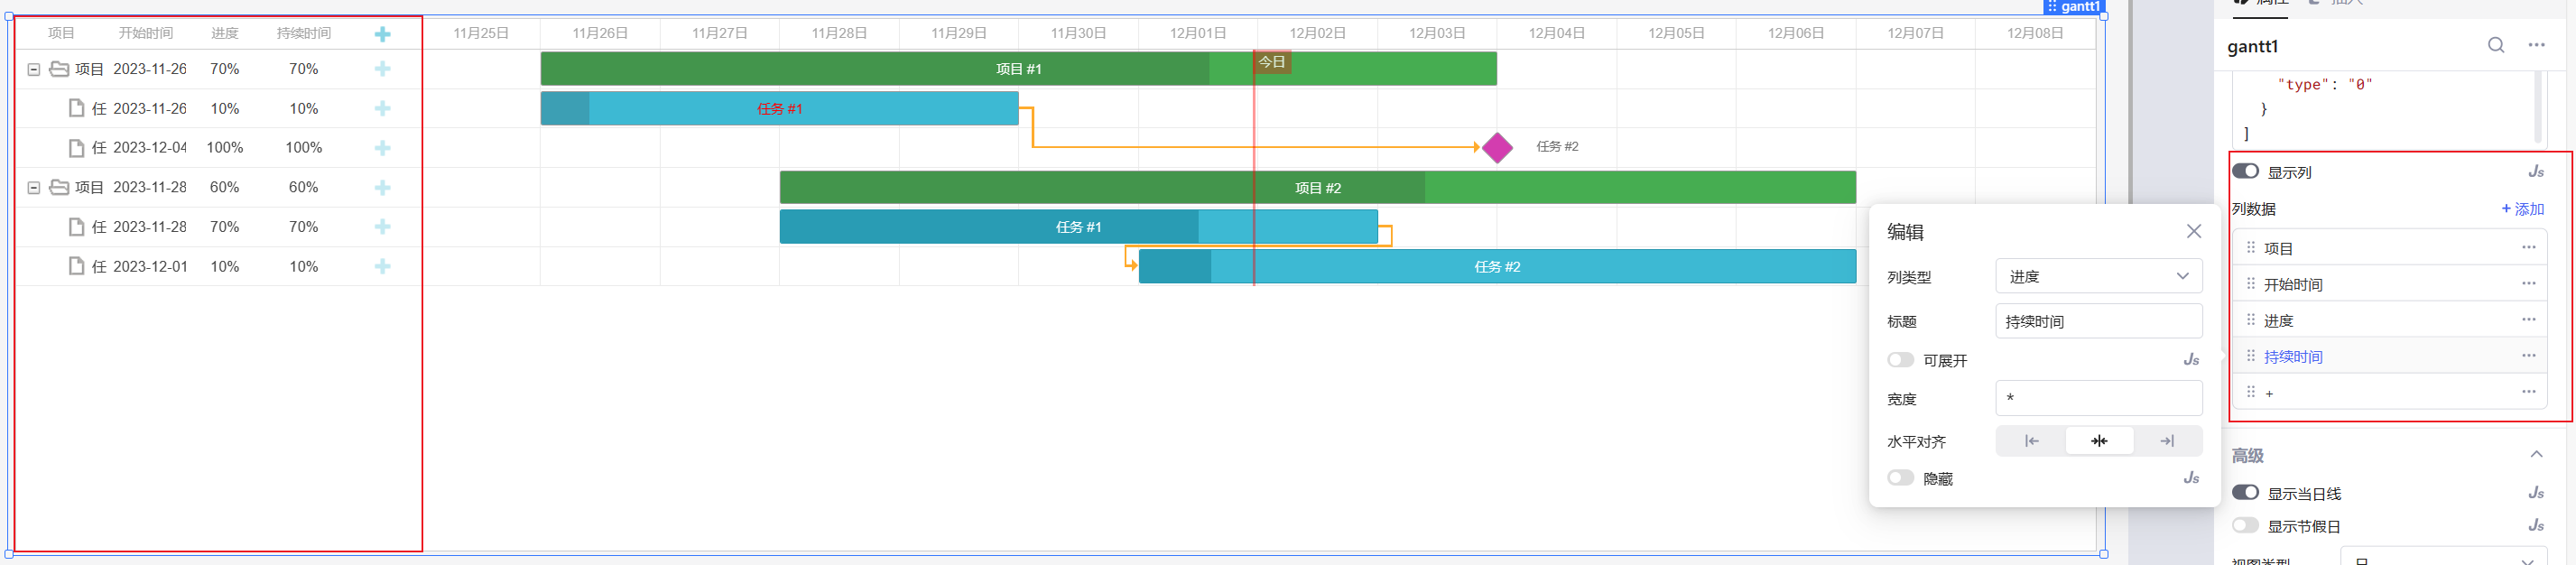 gantt1
项目 开始时间 进度 持续时间 11月25日 11月26日 11月27日 11月28日 11月29日 11月30日 12月01日 12月02日 12月03日 12月04日 12月05日 12月06日 12月07日 12月08日
项目 2023-11-26 70% 70% 项目 #1 今日
任 2023-11-26 10% 10% 任务 #1
任 2023-12-04 100% 100% 任务 #2
项目 2023-11-28 60% 60% 项目 #2
任 2023-11-28 70% 70% 任务 #1
任 2023-12-01 10% 10% 任务 #2
编辑
列类型 进度
标题 持续时间
可展开 Js
宽度 *
水平对齐
隐藏 Js
gantt1
"type": "0"
}
]
显示列 Js
列数据 + 添加
项目
开始时间
进度
持续时间
+
高级
显示当日线 Js
显示节假日 Js
视图类型 日